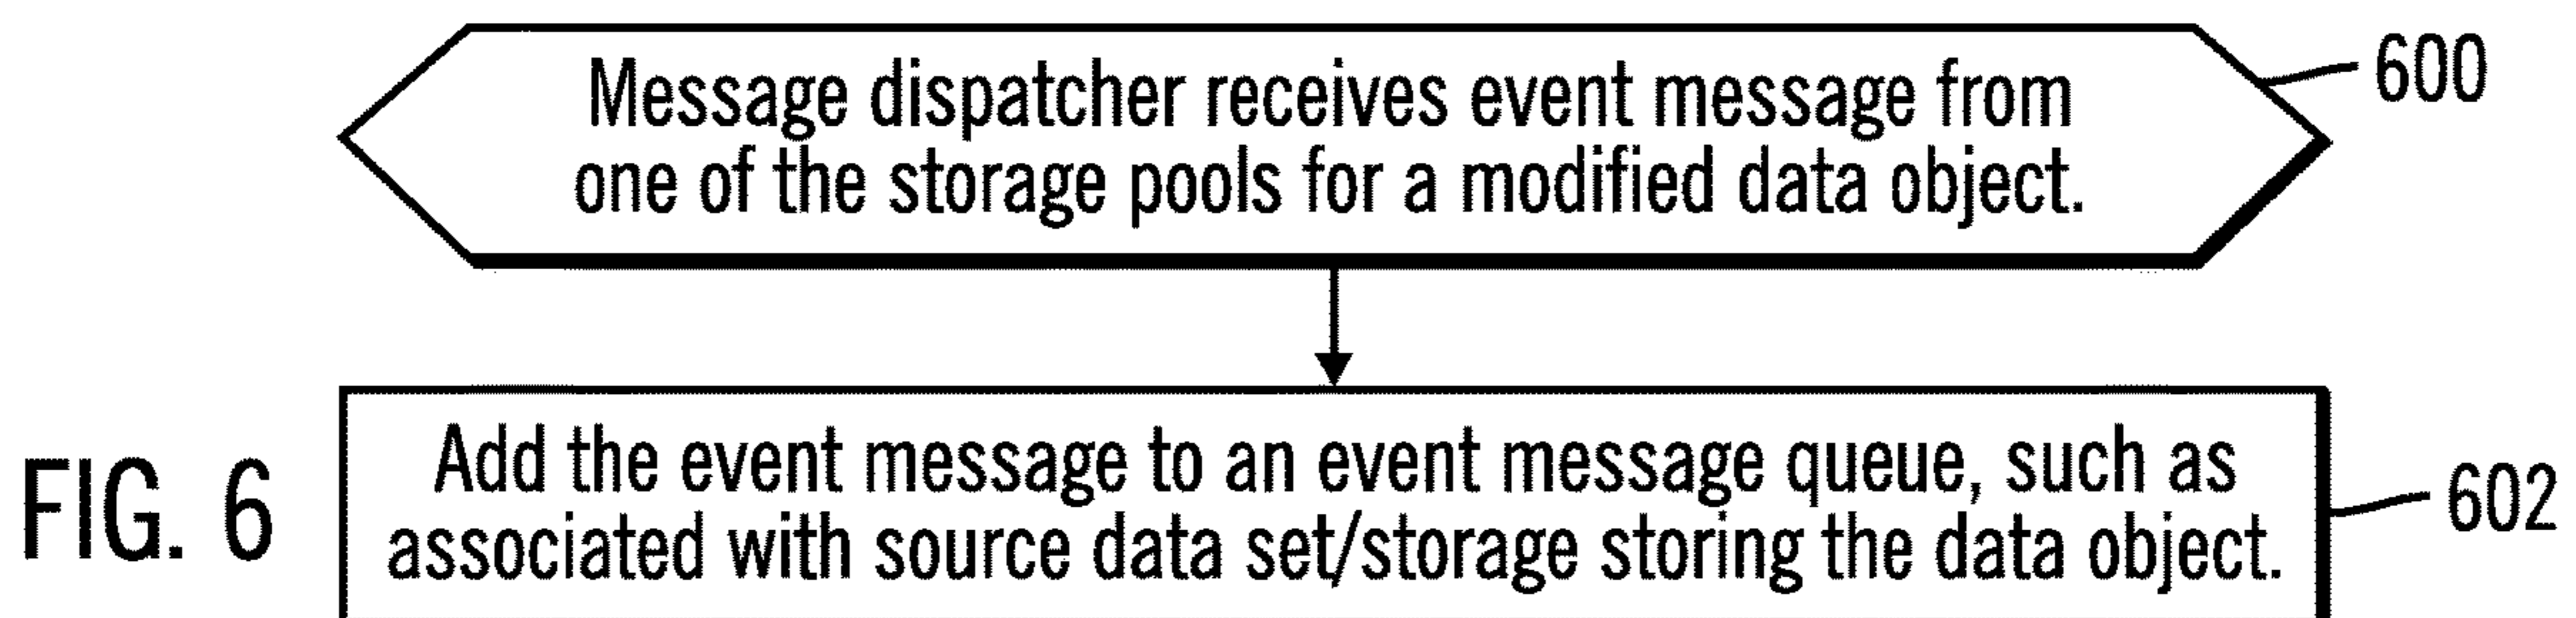 Message dispatcher receives event message from
one of the storage pools for a modified data object.
600
Add the event message to an event message queue, such as
associated with source data set/storage storing the data object.
602
FIG. 6